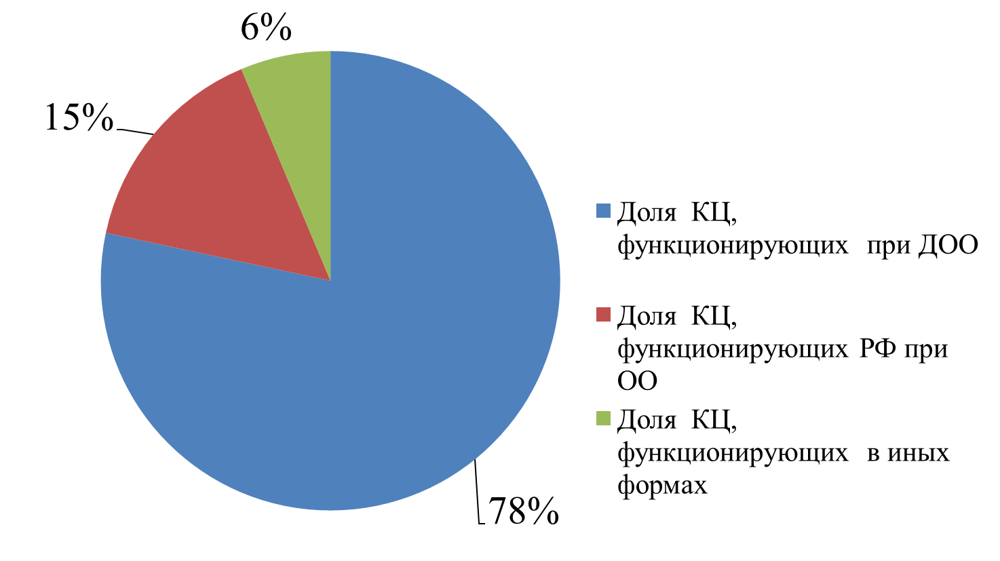 6%
15%
78%
Доля КЦ,
функционирующих при ДОО
Доля КЦ,
функционирующих РФ при
ОО
Доля КЦ,
функционирующих в иных
формах